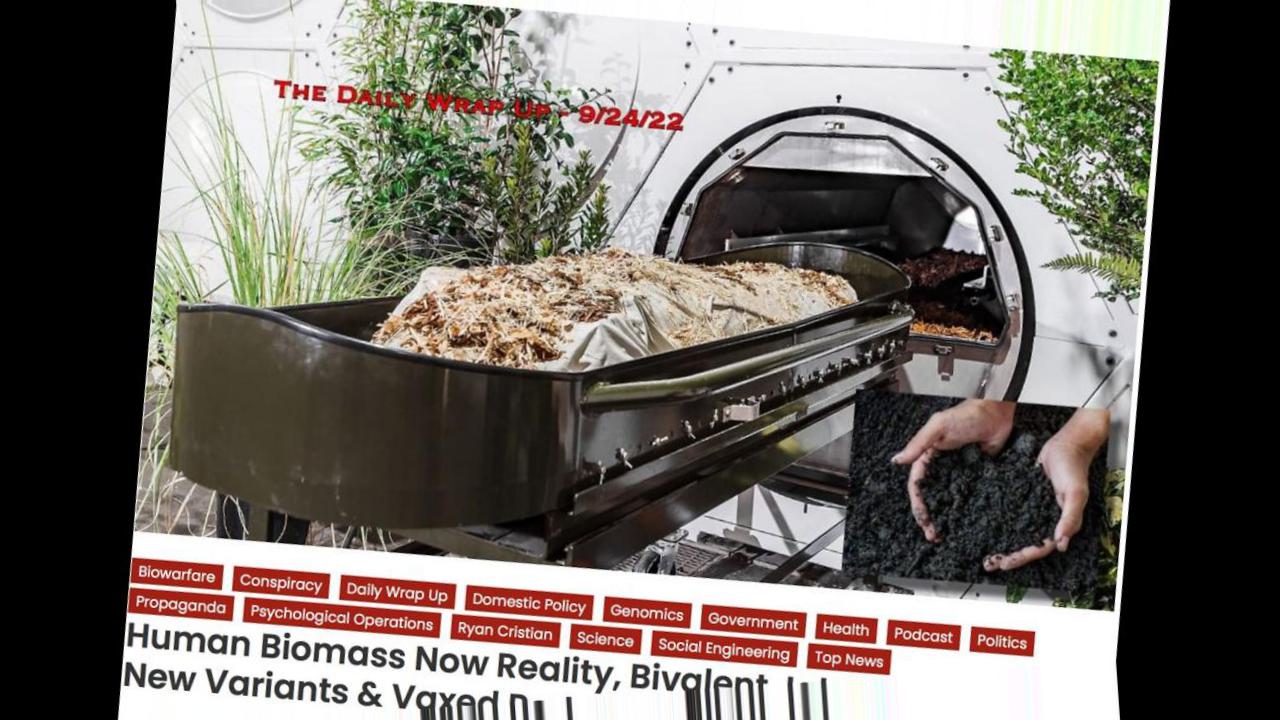 THE DAILY WRAP UP - 9/24/22
Biowarfare Conspiracy Daily Wrap Up Domestic Policy Genomics Government Health Podcast Politics
Propaganda Psychological Operations Ryan Cristian Science Social Engineering Top News
Human Biomass Now Reality, Bivalent
New Variants & Vaxed